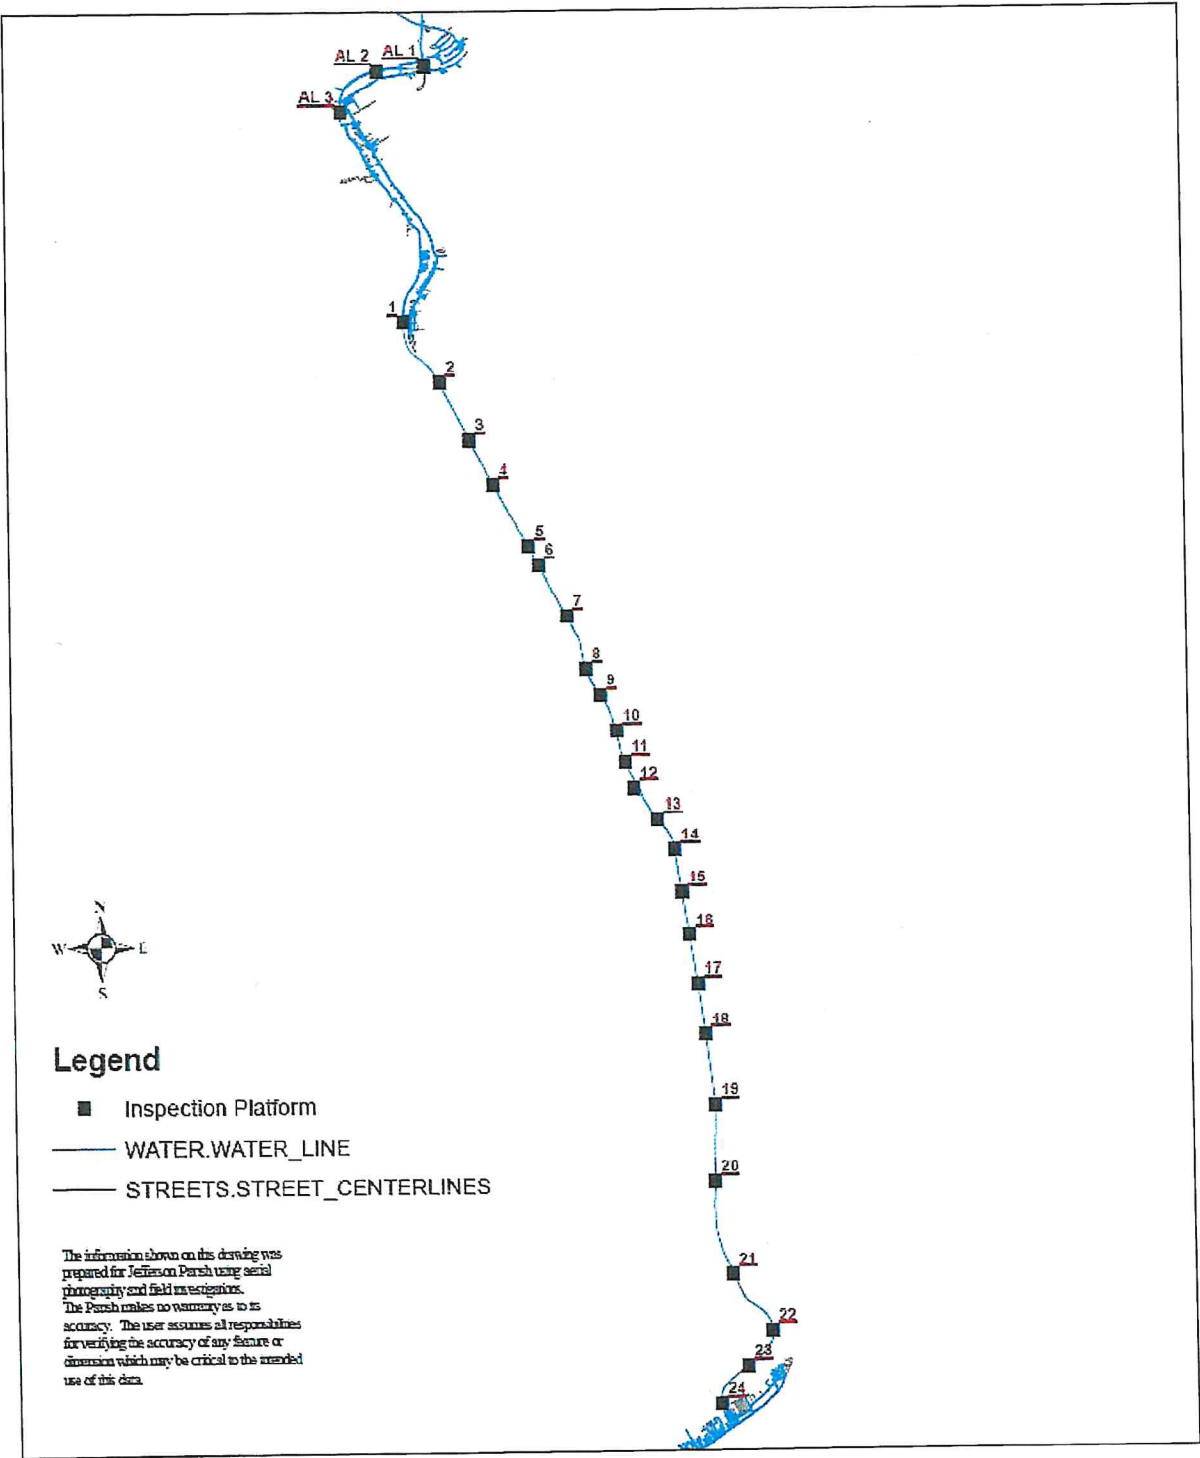 AL 2
AL 1
AL 3
1
2
3
4
5
6
7
8
9
10
11
12
13
14
15
16
17
18
19
20
21
22
23
24
N
W E
S
Legend
Inspection Platform
WATER.WATER_LINE
STREETS.STREET_CENTERLINES
The information shown on this drawing was
prepared for Jefferson Parish using aerial
photography and field investigations.
The Parish makes no warranty as to its
accuracy. The user assumes all responsibilities
for verifying the accuracy of any feature or
dimension which may be critical to the intended
use of this data.